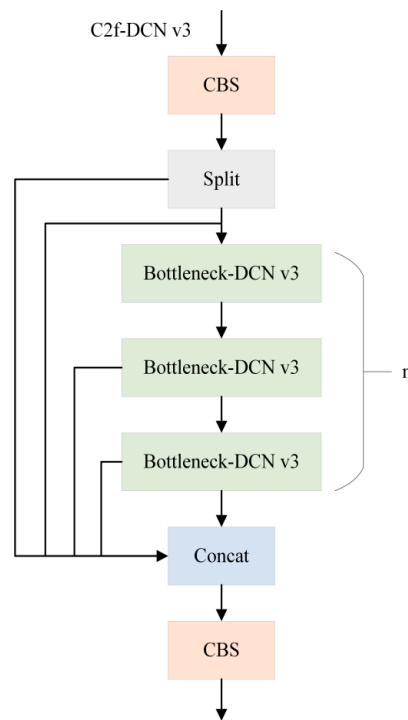 C2f-DCN v3
CBS
Split
Bottleneck-DCN v3
Bottleneck-DCN v3
n
Bottleneck-DCN v3
Concat
CBS